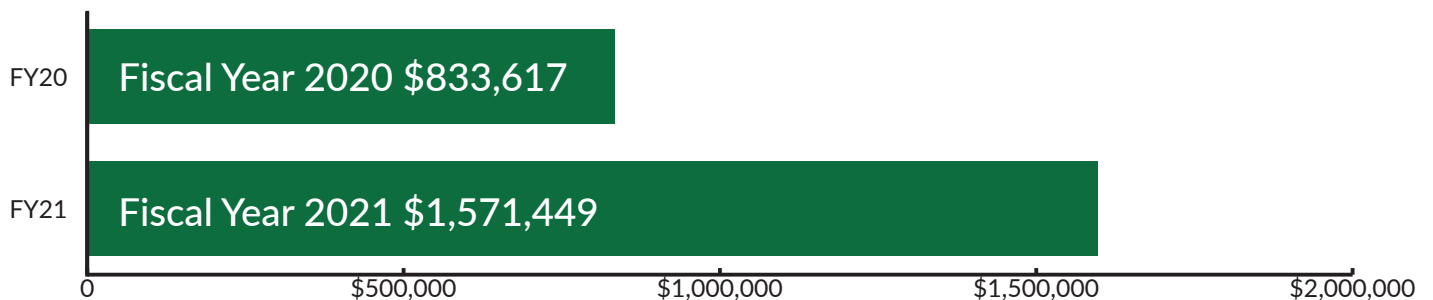 FY20
Fiscal Year 2020 $833,617
FY21
Fiscal Year 2021 $1,571,449
0 $500,000 $1,000,000 $1,500,000 $2,000,000